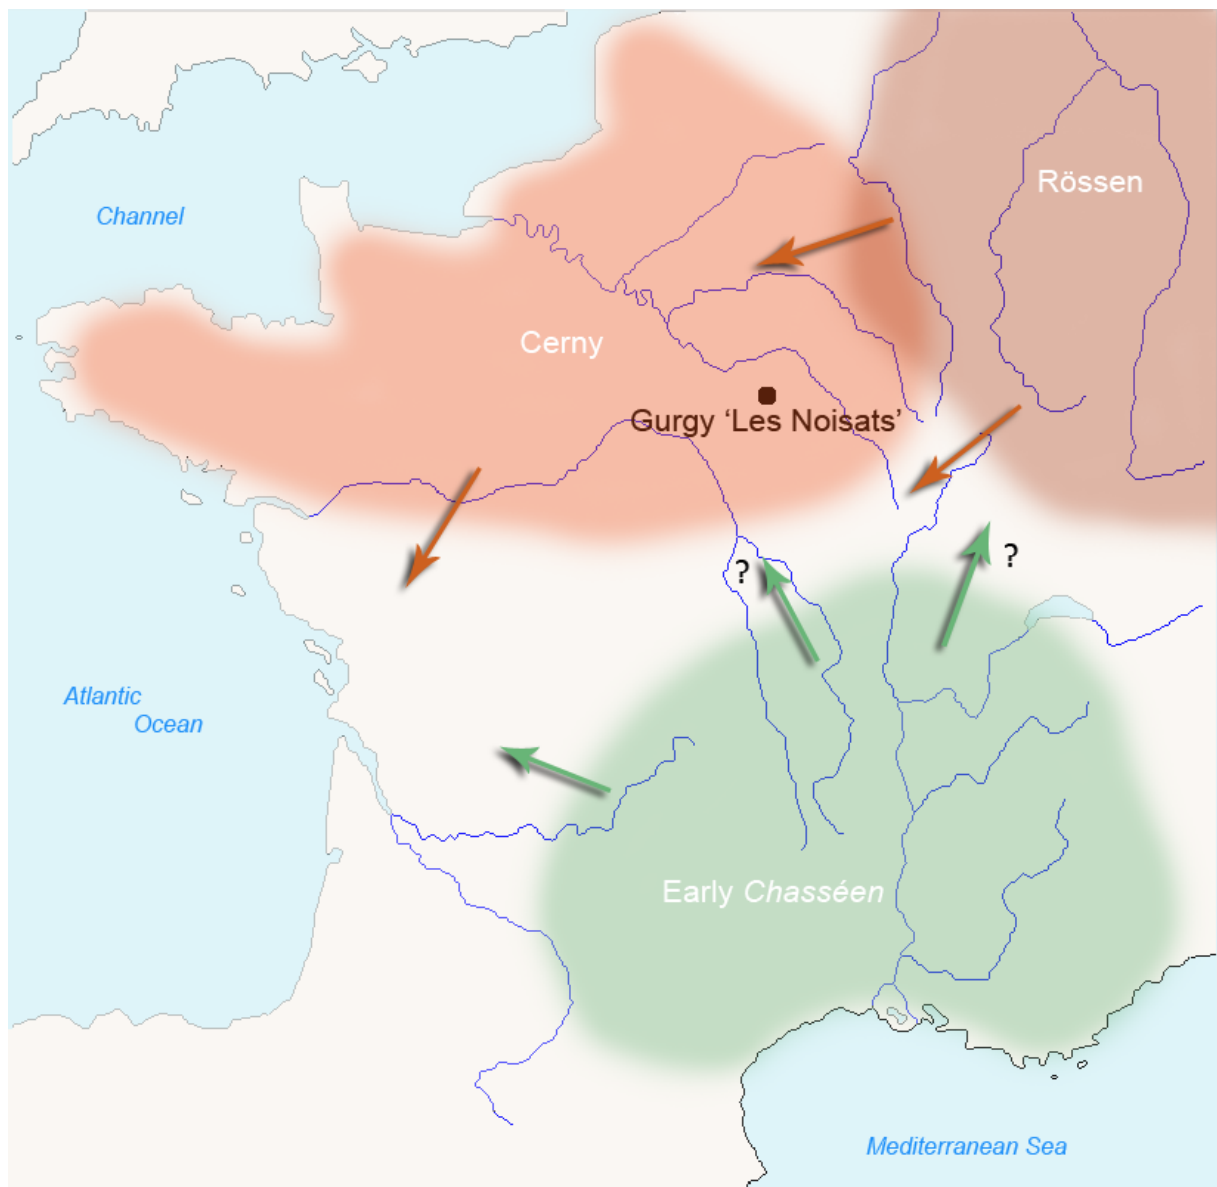 Rössen
Channel
Cerny
Gurgy ‘Les Noisats’
?
?
Atlantic
Ocean
Early Chasséen
Mediterranean Sea